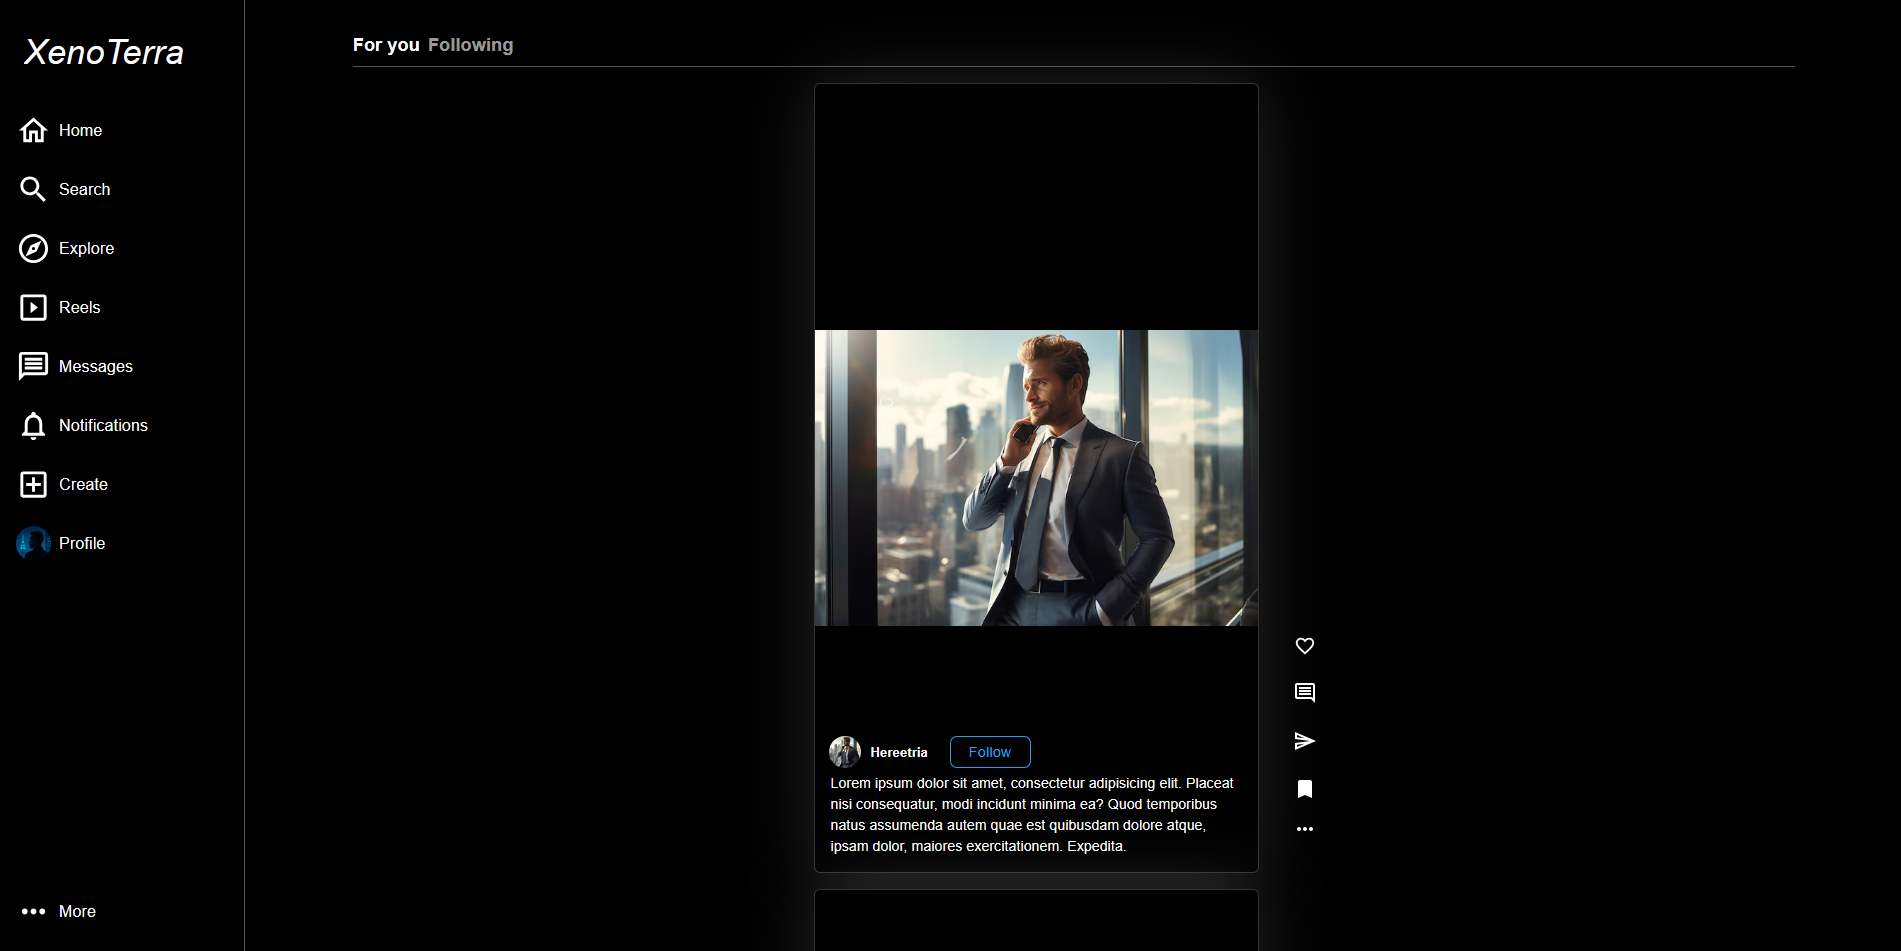 XenoTerra
Home
Search
Explore
Reels
Messages
Notifications
Create
Profile
More
For you Following
Hereetria Follow
Lorem ipsum dolor sit amet, consectetur adipisicing elit. Placeat
nisi consequatur, modi incidunt minima ea? Quod temporibus
natus assumenda autem quae est quibusdam dolore atque,
ipsam dolor, maiores exercitationem. Expedita.